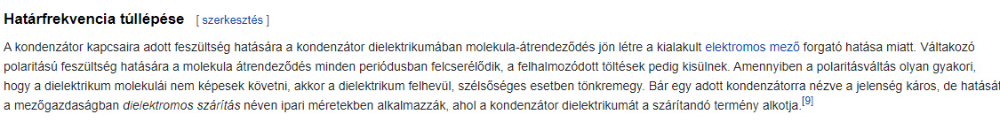 Határfrekvencia túllépése [ szerkesztés ]
A kondenzátor kapcsaira adott feszültség hatására a kondenzátor dielektrikumában molekula-átrendeződés jön létre a kialakult elektromos mező forgató hatása miatt. Váltakozó
polaritású feszültség hatására a molekula átrendeződés minden periódusban felcserélődik, a felhalmozódott töltések pedig kisülnek. Amennyiben a polaritásváltás olyan gyakori,
hogy a dielektrikum molekulái nem képesek követni, akkor a dielektrikum felhevül, szélsőséges esetben tönkremegy. Bár egy adott kondenzátorra nézve a jelenség káros, de hatását
a mezőgazdaságban dielektromos szárítás néven ipari méretekben alkalmazzák, ahol a kondenzátor dielektrikumát a szárítandó termény alkotja.[9]